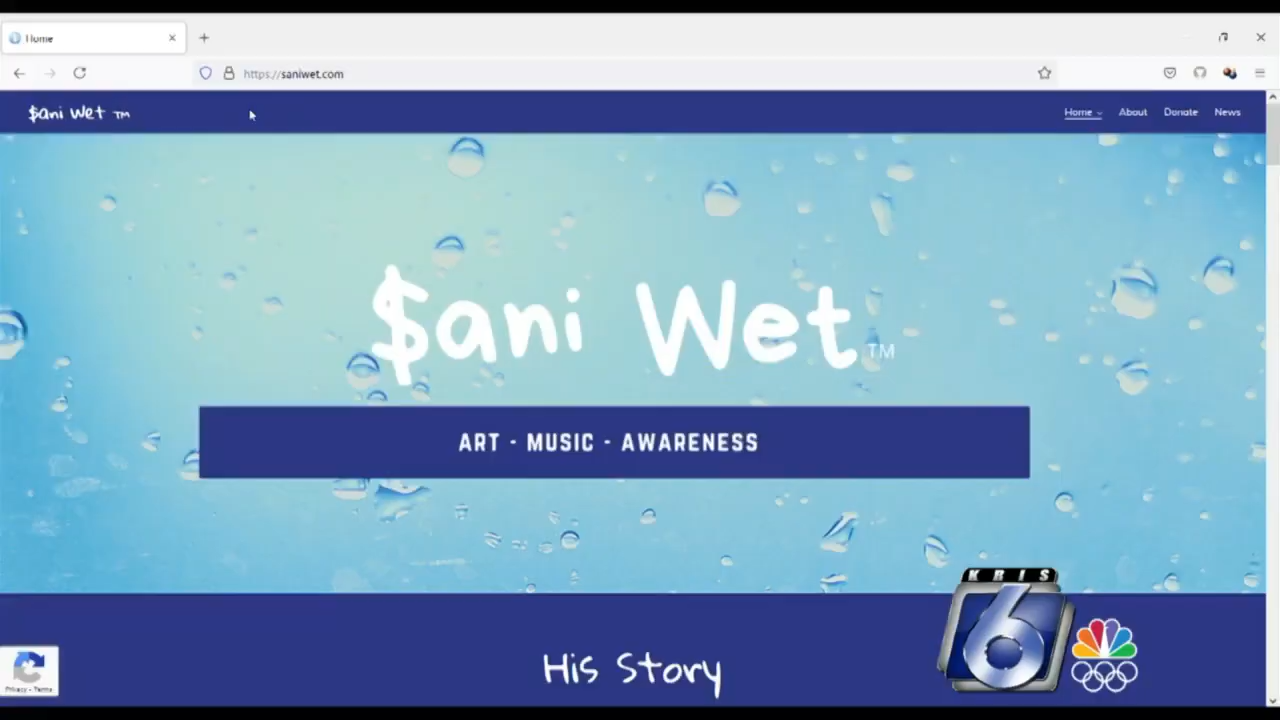 Home
https://saniwet.com
$ani Wet TM
Home About Donate News
$ani Wet TM
ART - MUSIC - AWARENESS
His Story
KRIS
6
Privacy - Terms